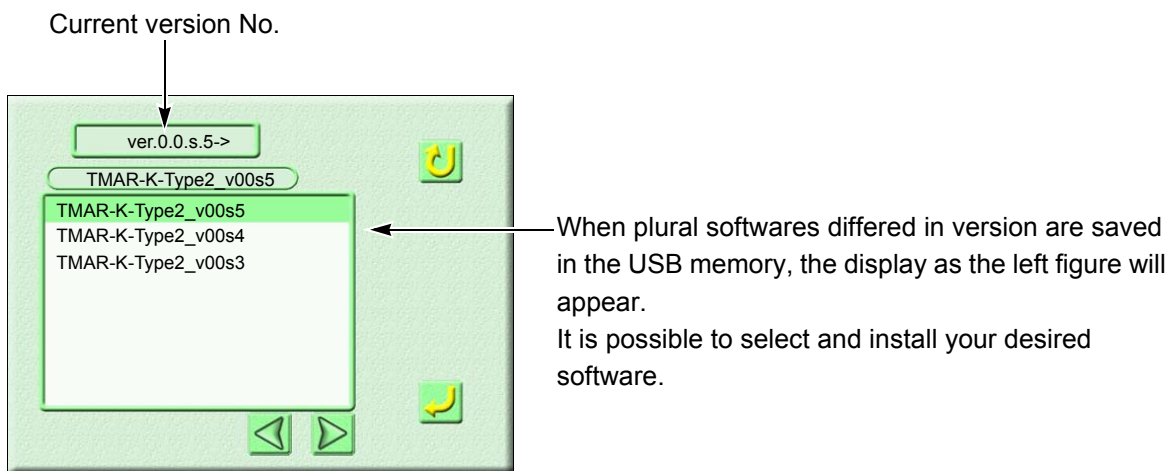 Current version No.
ver.0.0.s.5->
TMAR-K-Type2_v00s5
TMAR-K-Type2_v00s5
TMAR-K-Type2_v00s4
TMAR-K-Type2_v00s3
When plural softwares differed in version are saved
in the USB memory, the display as the left figure will
appear.
It is possible to select and install your desired
software.